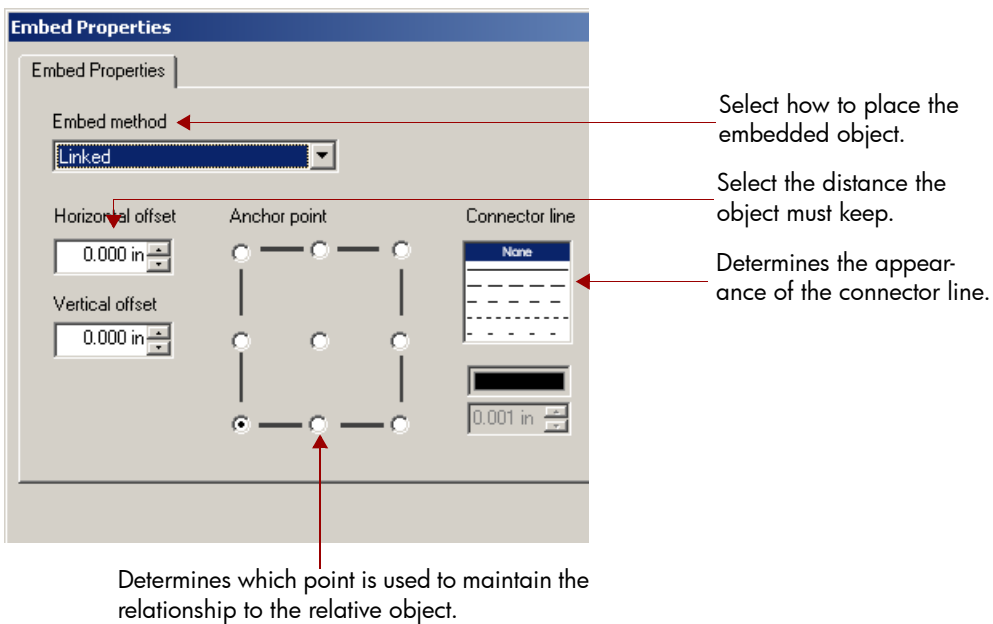 Embed Properties
Embed Properties
Embed method
Linked
Select how to place the
embedded object.
Select the distance the
object must keep.
Horizontal offset
Anchor point
Connector line
0.000 in
None
Determines the appear-
ance of the connector line.
Vertical offset
0.000 in
0.001 in
Determines which point is used to maintain the
relationship to the relative object.